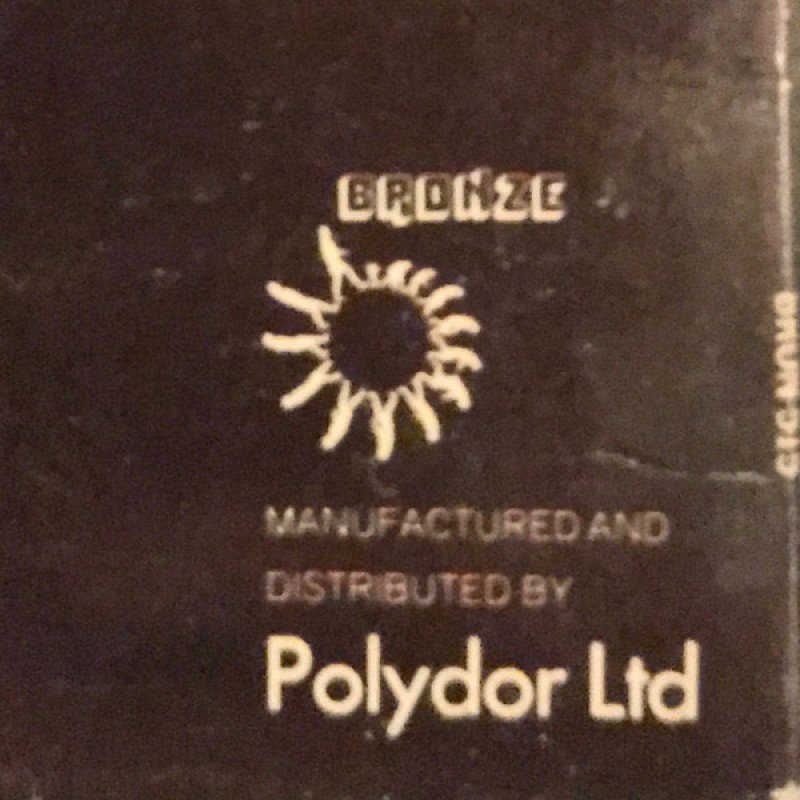 BRONZE
MANUFACTURED AND
DISTRIBUTED BY
Polydor Ltd